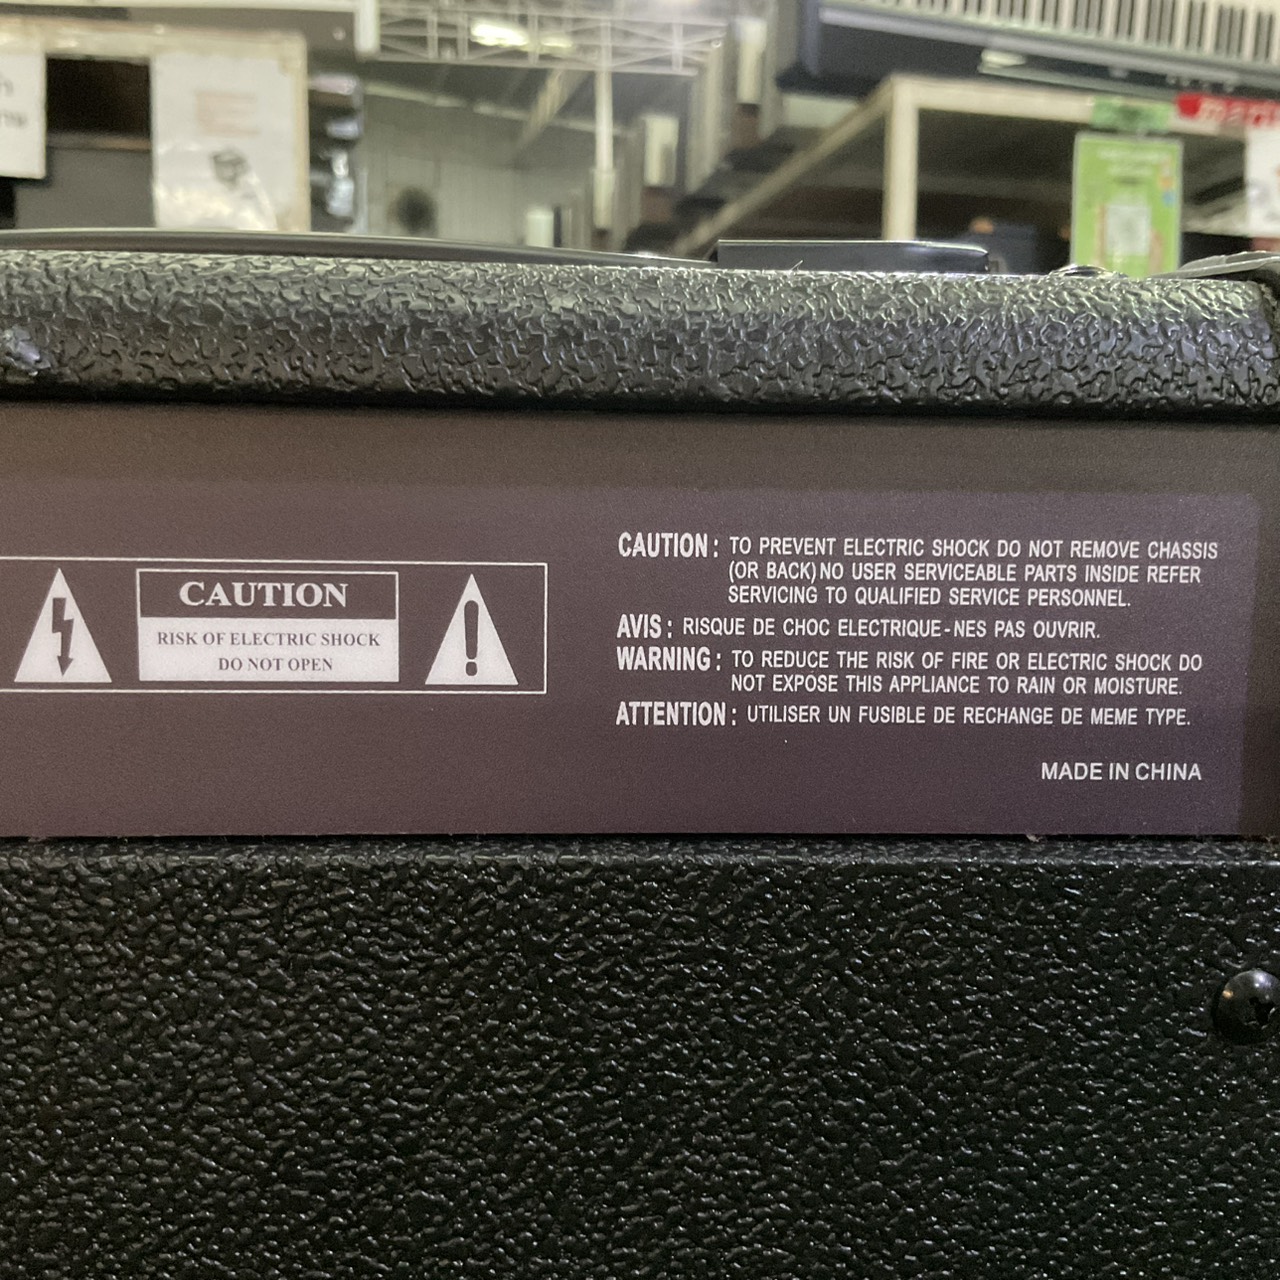 CAUTION
RISK OF ELECTRIC SHOCK
DO NOT OPEN
CAUTION: TO PREVENT ELECTRIC SHOCK DO NOT REMOVE CHASSIS
(OR BACK) NO USER SERVICEABLE PARTS INSIDE REFER
SERVICING TO QUALIFIED SERVICE PERSONNEL.
AVIS: RISQUE DE CHOC ELECTRIQUE-NES PAS OUVRIR.
WARNING: TO REDUCE THE RISK OF FIRE OR ELECTRIC SHOCK DO
NOT EXPOSE THIS APPLIANCE TO RAIN OR MOISTURE.
ATTENTION: UTILISER UN FUSIBLE DE RECHANGE DE MEME TYPE.
MADE IN CHINA